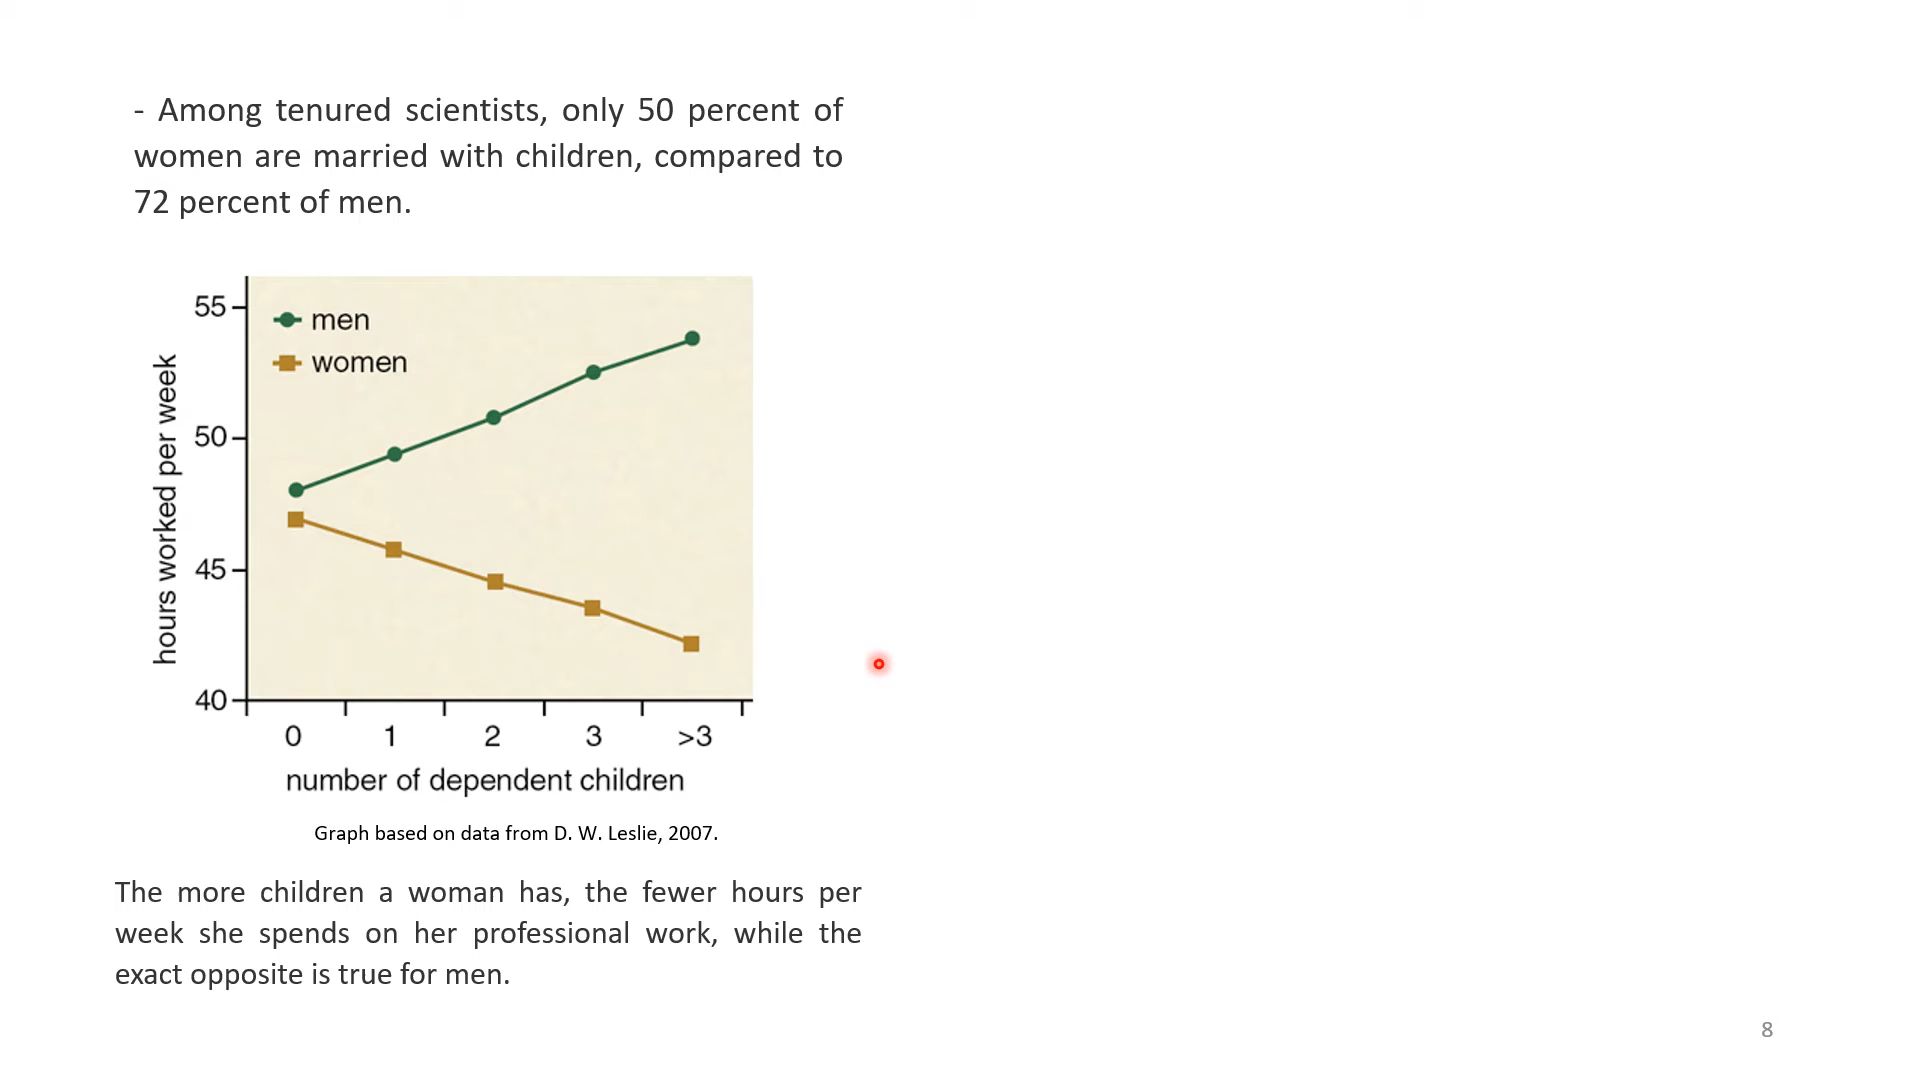 - Among tenured scientists, only 50 percent of
women are married with children, compared to
72 percent of men.
55
men
women
50
45
40
hours worked per week
0 1 2 3 >3
number of dependent children
Graph based on data from D. W. Leslie, 2007.
The more children a woman has, the fewer hours per
week she spends on her professional work, while the
exact opposite is true for men.
8